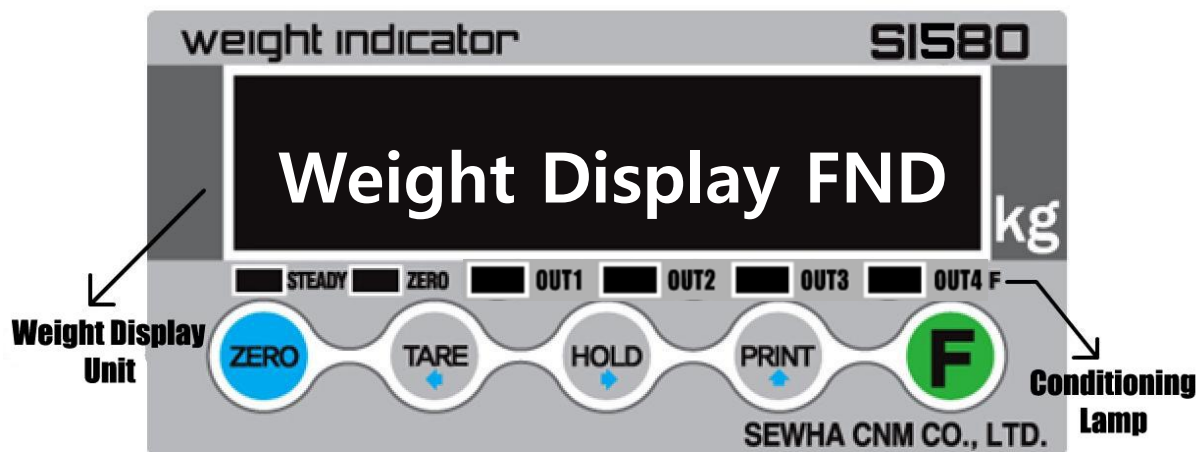 weight indicator SI580
Weight Display FND
kg
STEADY ZERO OUT1 OUT2 OUT3 OUT4 F
Weight Display
Unit
ZERO TARE HOLD PRINT F
Conditioning
Lamp
SEWHA CNM CO., LTD.